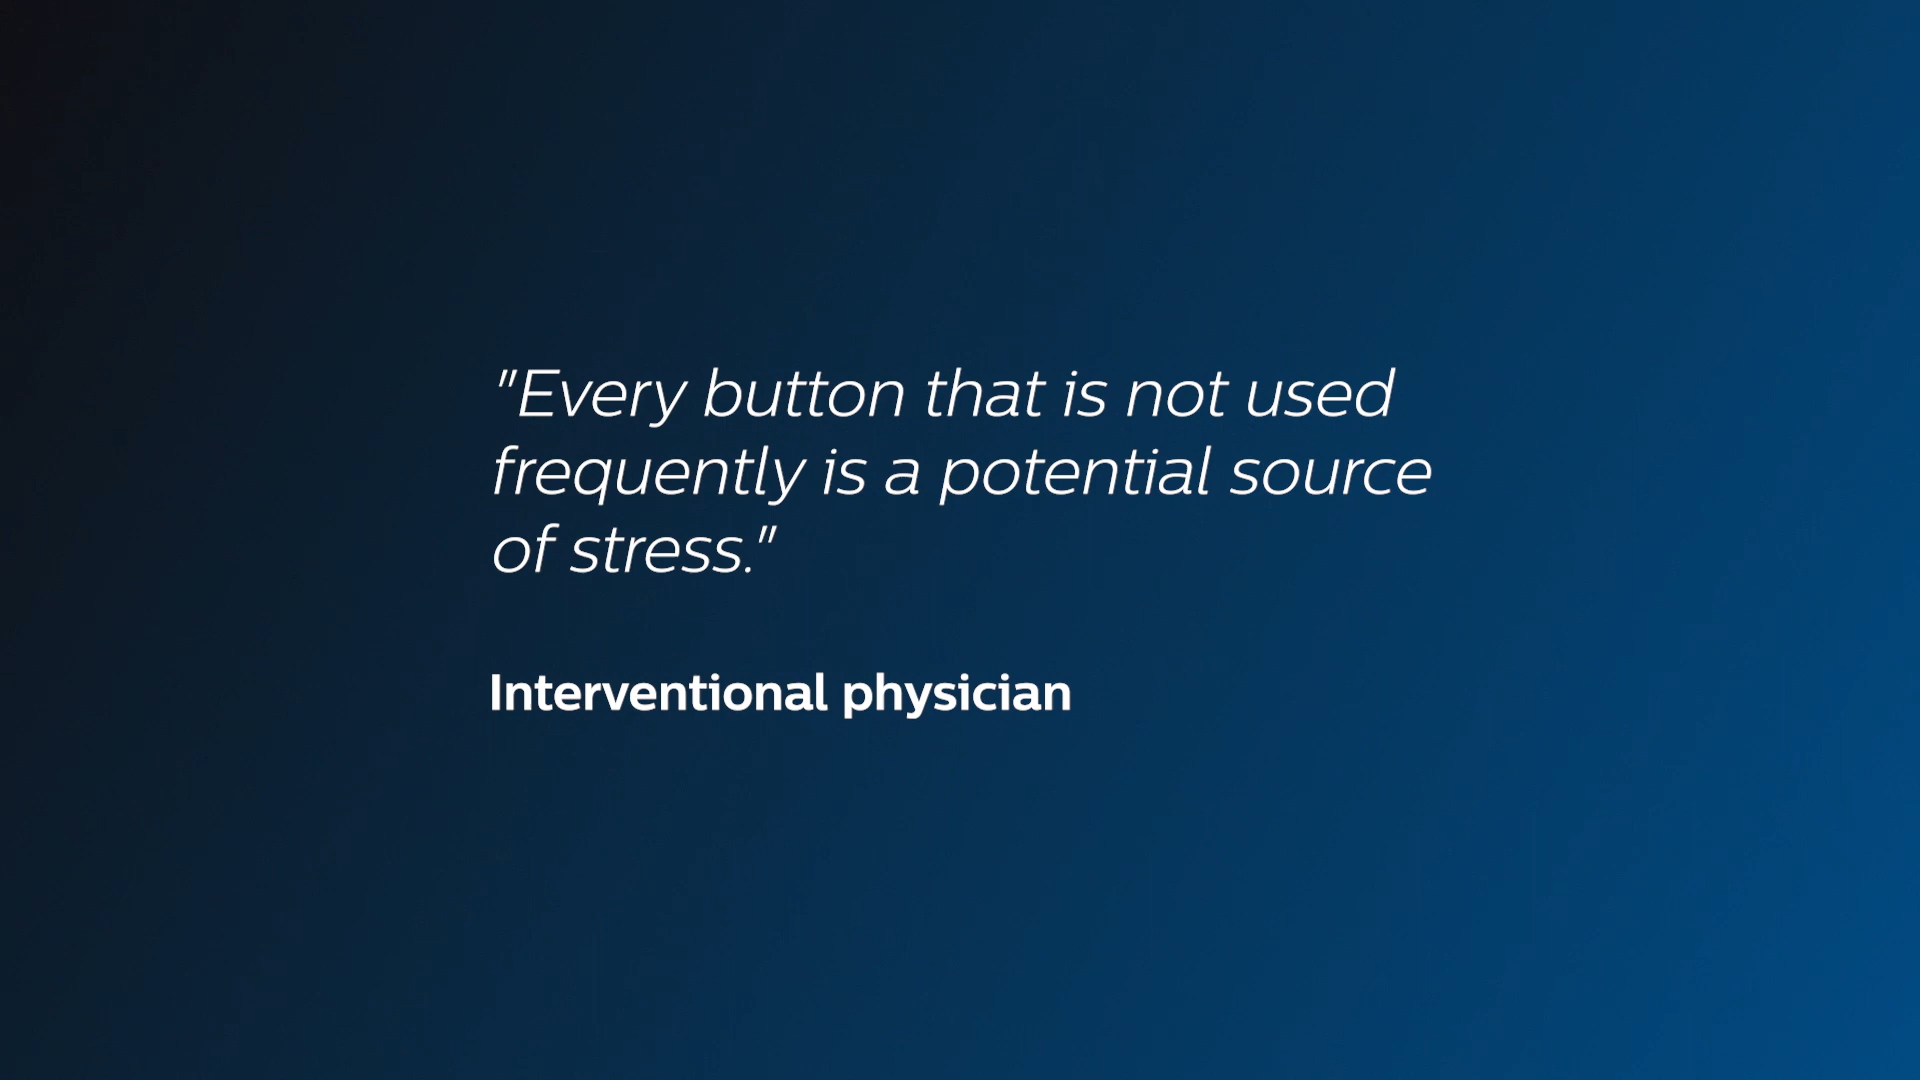 "Every button that is not used
frequently is a potential source
of stress."
Interventional physician